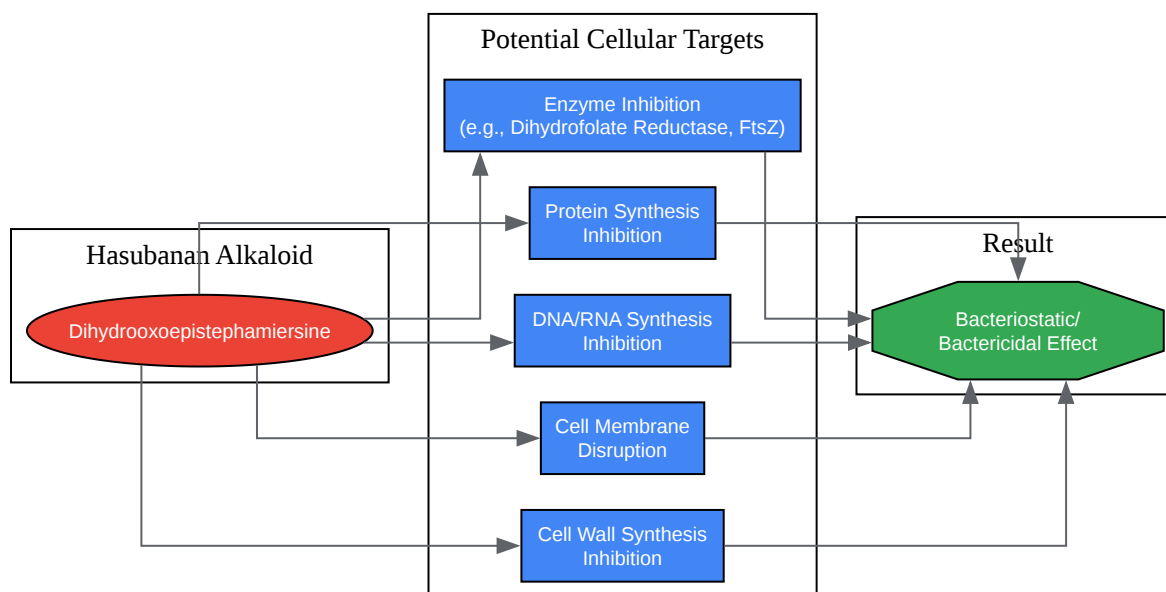 Potential Cellular Targets
Enzyme Inhibition
(e.g., Dihydrofolate Reductase, FtsZ)
Protein Synthesis
Inhibition
Hasubanan Alkaloid
Result
Dihydrooxoepistephamiersine
DNA/RNA Synthesis
Inhibition
Bacteriostatic/
Bactericidal Effect
Cell Membrane
Disruption
Cell Wall Synthesis
Inhibition